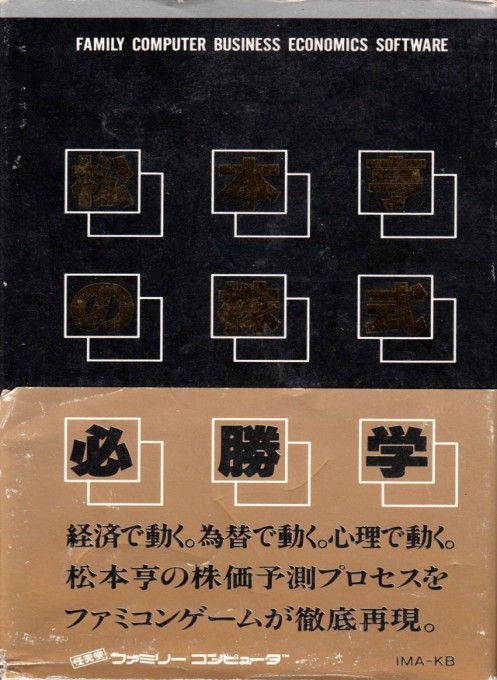 FAMILY COMPUTER BUSINESS ECONOMICS SOFTWARE
松本亨
の株式
必勝学
経済で動く。為替で動く。心理で動く。
松本亨の株価予測プロセスを
ファミコンゲームが徹底再現。
任天堂 ファミリー コンピュータ™ IMA-KB